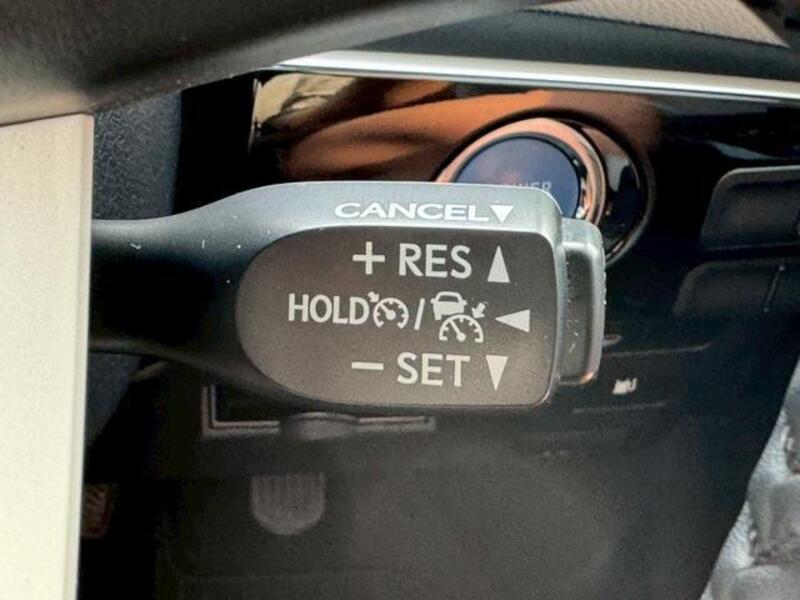 CANCEL▼
+ RES ▲
HOLD / ◀
− SET ▼